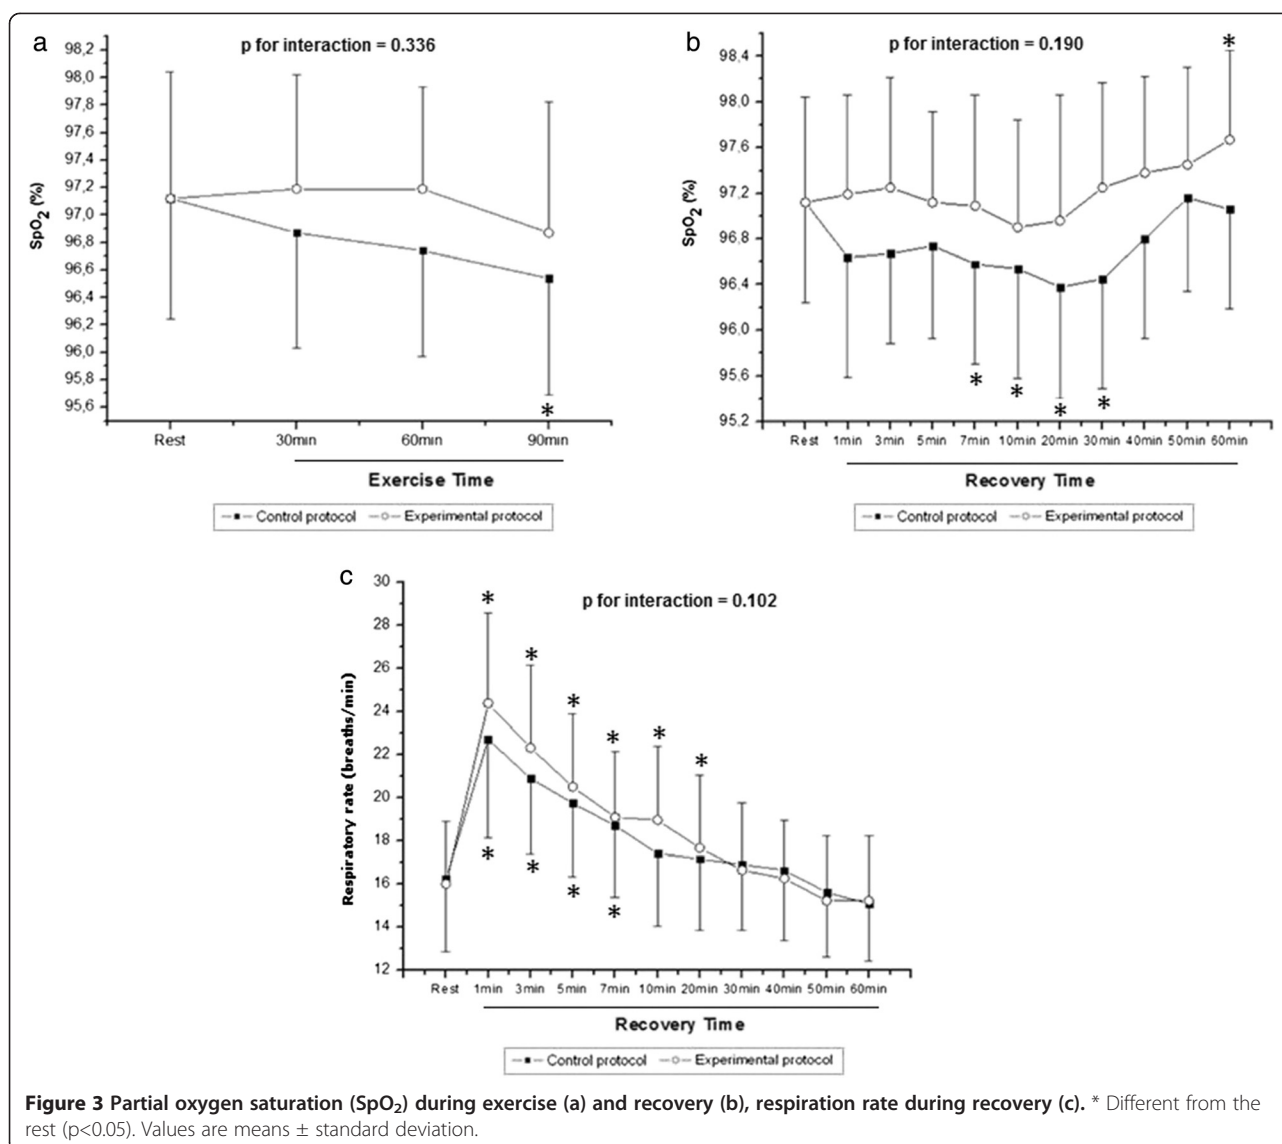 a
p for interaction = 0.336
SpO2 (%)
98,2
98,0
97,8
97,6
97,4
97,2
97,0
96,8
96,6
96,4
96,2
96,0
95,8
95,6
*
Rest 30min 60min 90min
Exercise Time
Control protocol Experimental protocol
b
p for interaction = 0.190
*
SpO2 (%)
98,4
98,0
97,6
97,2
96,8
96,4
96,0
95,6
95,2
* * * *
Rest 1min 3min 5min 7min 10min 20min 30min 40min 50min 60min
Recovery Time
Control protocol Experimental protocol
c
p for interaction = 0.102
Respiratory rate (breaths/min)
30
28
26
24
22
20
18
16
14
12
* * * * * *
* * * *
Rest 1min 3min 5min 7min 10min 20min 30min 40min 50min 60min
Recovery Time
Control protocol Experimental protocol
Figure 3 Partial oxygen saturation (SpO2) during exercise (a) and recovery (b), respiration rate during recovery (c). * Different from the
rest (p<0.05). Values are means ± standard deviation.